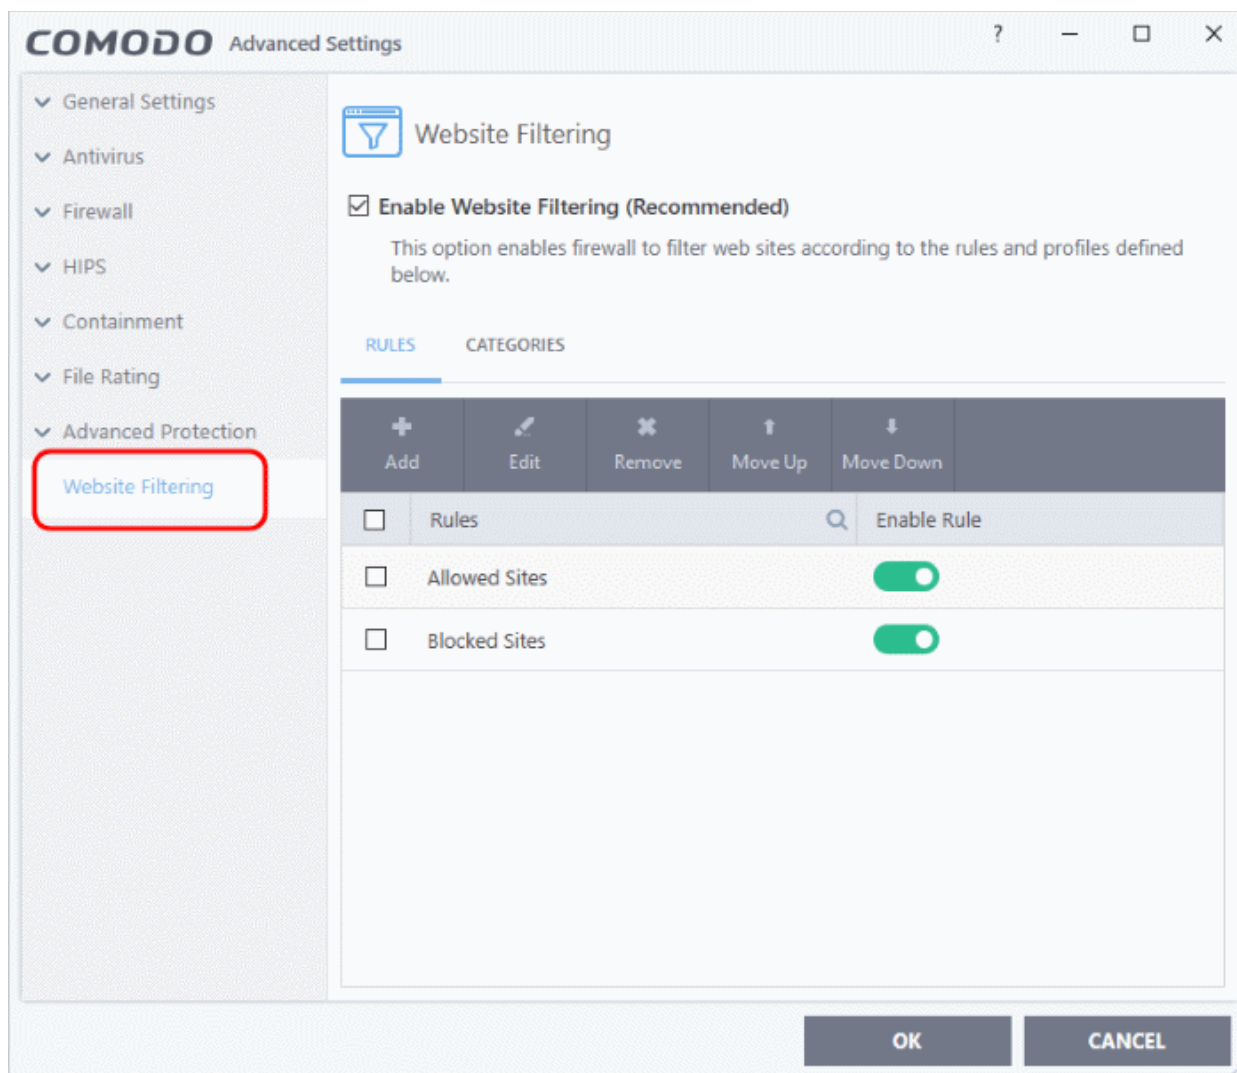 COMODO Advanced Settings ?
General Settings
Antivirus
Firewall
HIPS
Containment
File Rating
Advanced Protection
Website Filtering
Website Filtering
Enable Website Filtering (Recommended)
This option enables firewall to filter web sites according to the rules and profiles defined
below.
RULES CATEGORIES
Add Edit Remove Move Up Move Down
Rules Enable Rule
Allowed Sites
Blocked Sites
OK CANCEL